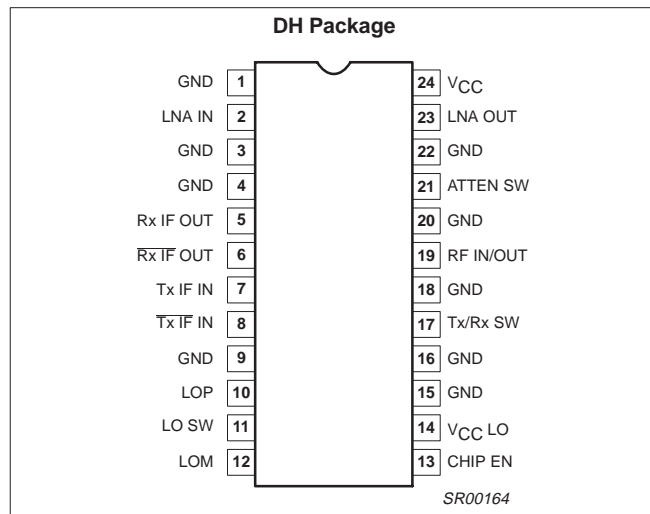 DH Package
GND 1 24 VCC
LNA IN 2 23 LNA OUT
GND 3 22 GND
GND 4 21 ATTEN SW
Rx IF OUT 5 20 GND
Rx IF OUT 6 19 RF IN/OUT
Tx IF IN 7 18 GND
Tx IF IN 8 17 Tx/Rx SW
GND 9 16 GND
LOP 10 15 GND
LO SW 11 14 VCC LO
LOM 12 13 CHIP EN
SR00164